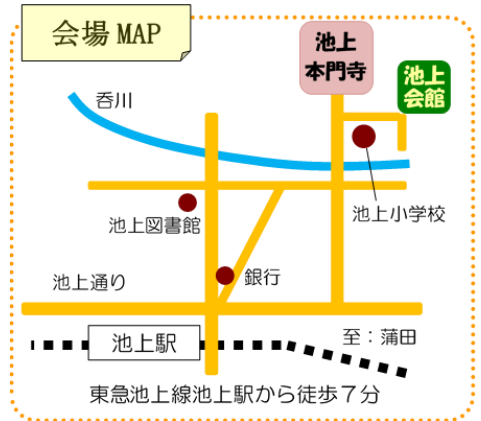 会場 MAP
池上
本門寺
池上
会館
呑川
池上小学校
池上図書館
銀行
池上通り
池上駅
至：蒲田
東急池上線池上駅から徒歩７分